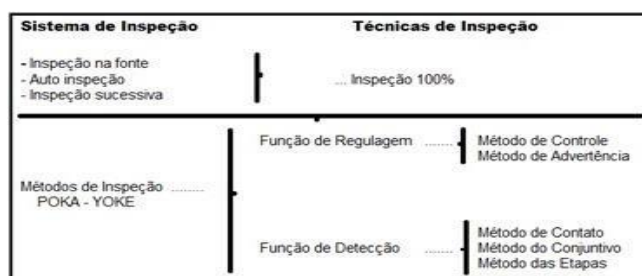 Sistema de Inspeção Técnicas de Inspeção
- Inspeção na fonte
- Auto inspeção ... Inspeção 100%
- Inspeção sucessiva
Função de Regulagem ....... Método de Controle
Método de Advertência
Métodos de Inspeção ........
POKA - YOKE
Função de Detecção ....... Método de Contato
Método do Conjuntivo
Método das Etapas